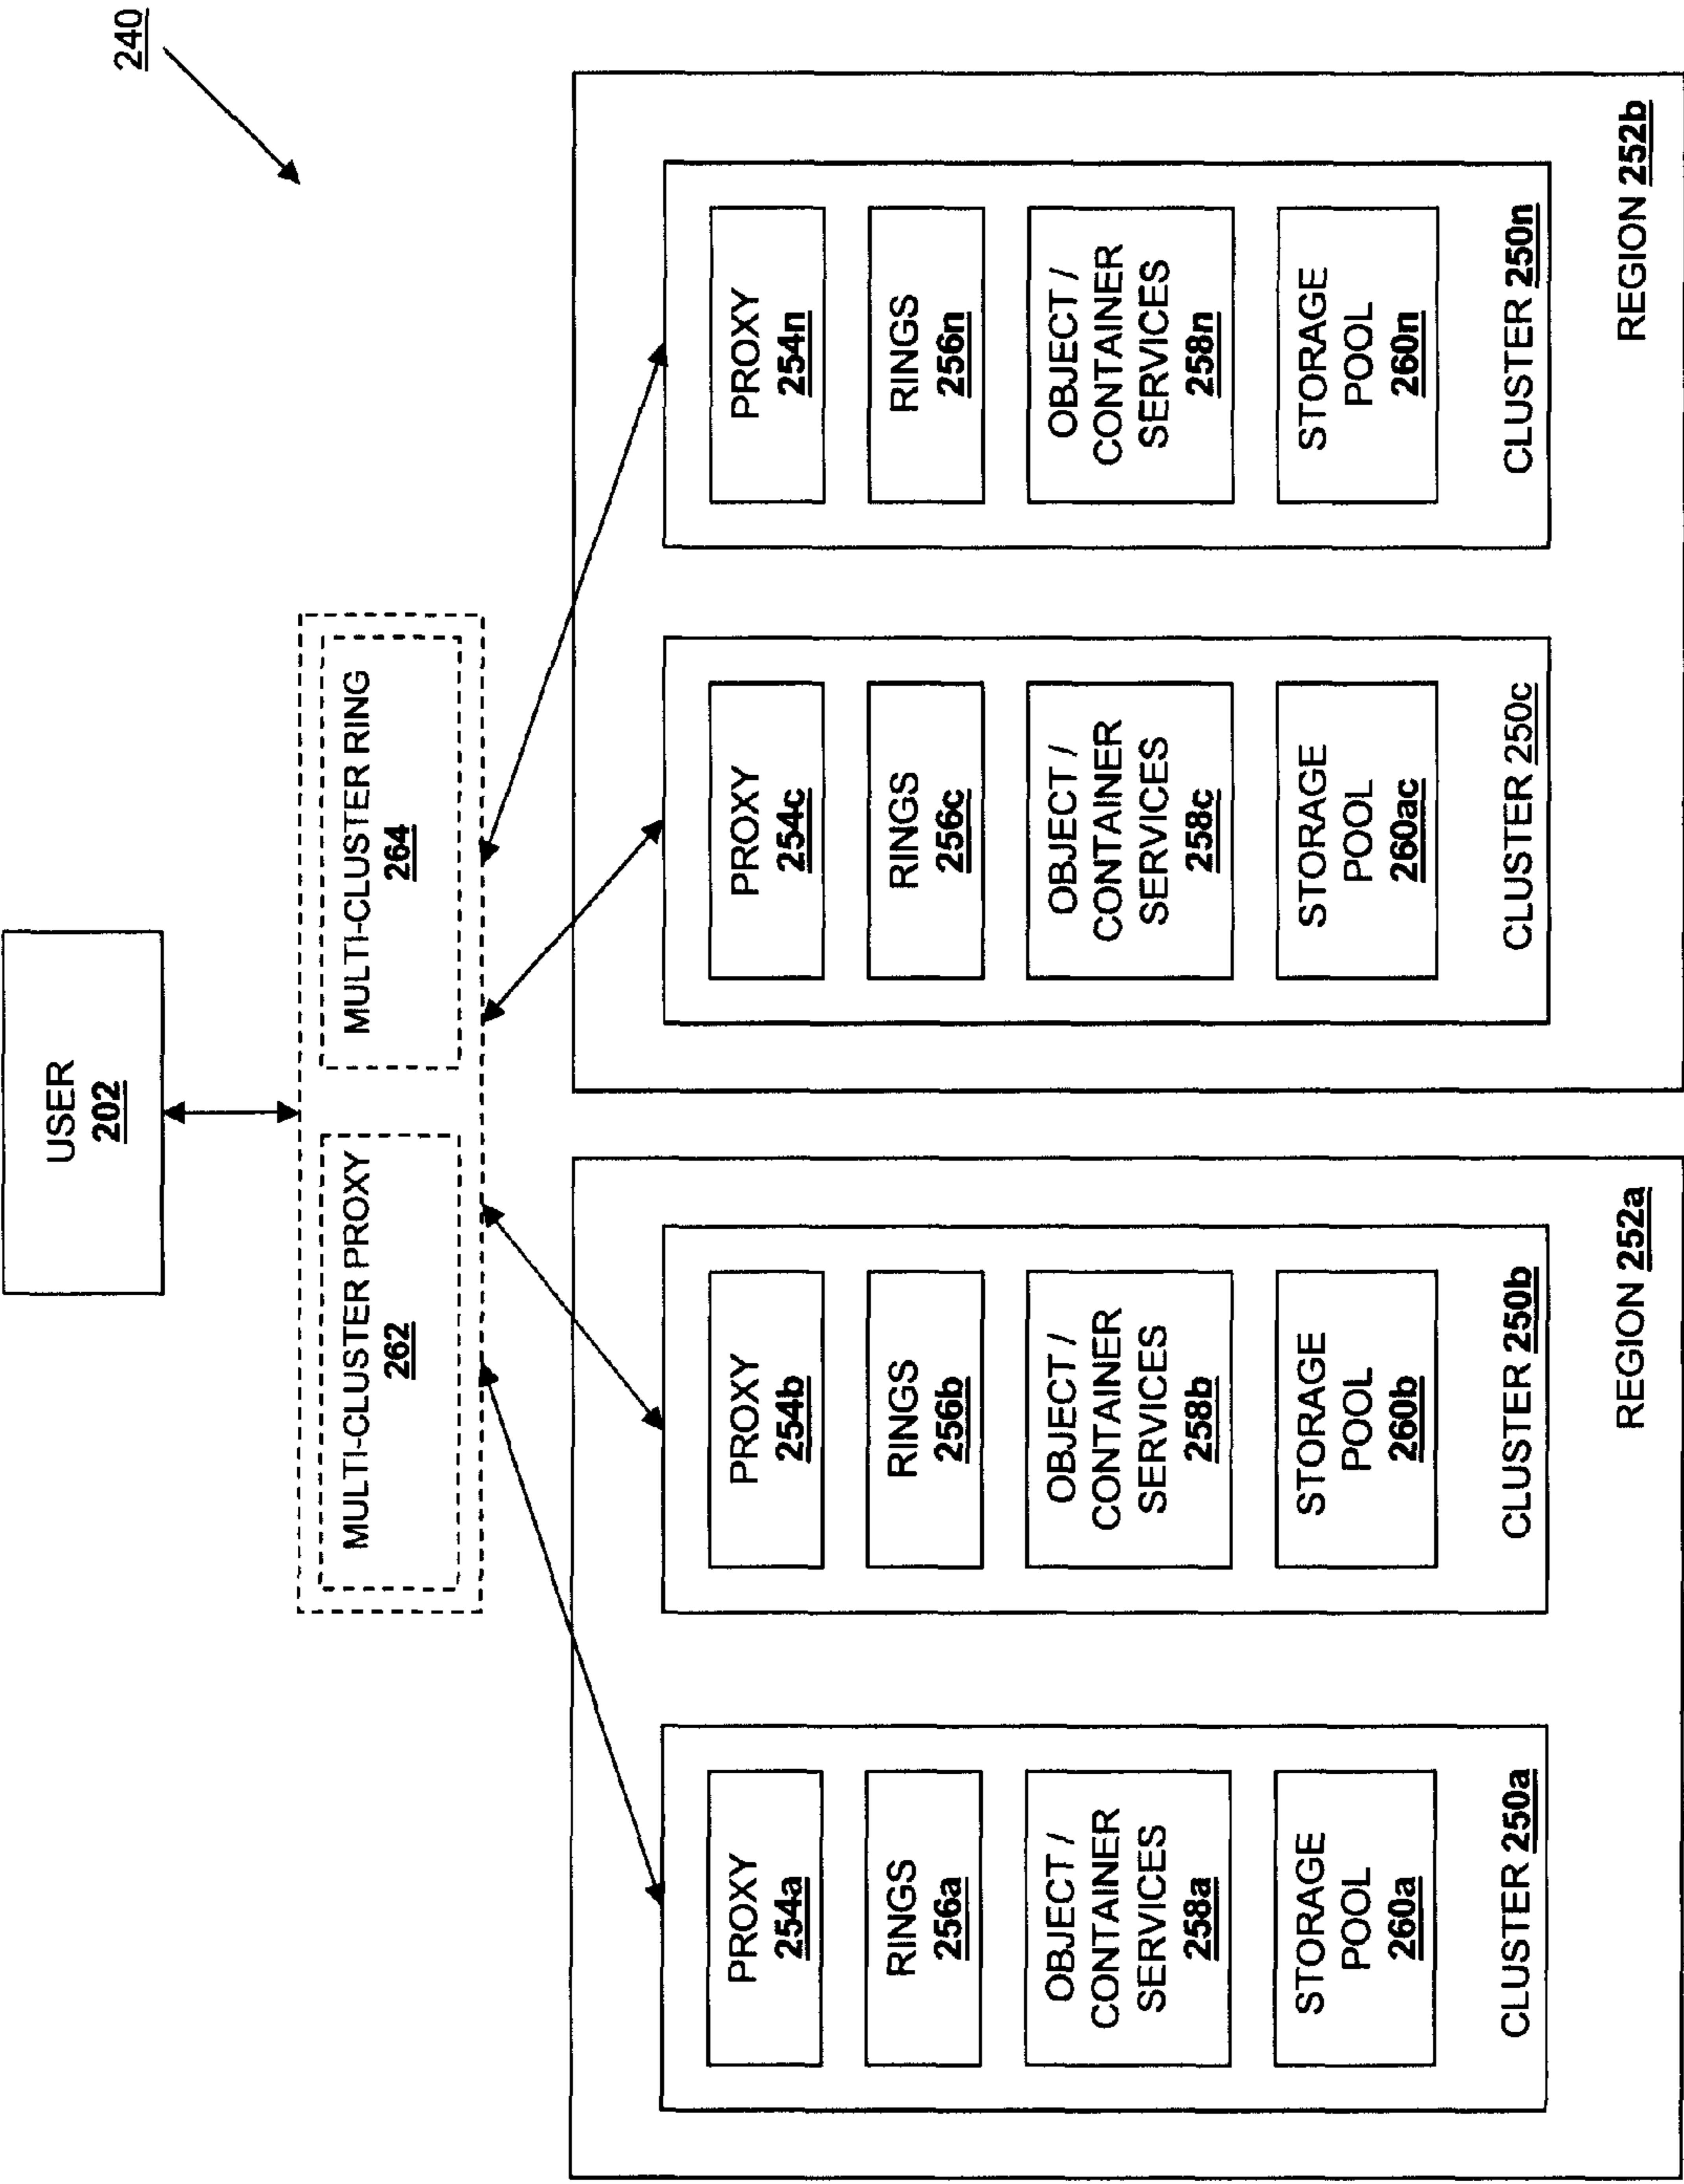 240
USER
202
MULTI-CLUSTER PROXY
262
MULTI-CLUSTER RING
264
PROXY
254a
RINGS
256a
OBJECT /
CONTAINER
SERVICES
258a
STORAGE
POOL
260a
CLUSTER 250a
PROXY
254b
RINGS
256b
OBJECT /
CONTAINER
SERVICES
258b
STORAGE
POOL
260b
CLUSTER 250b
REGION 252a
PROXY
254c
RINGS
256c
OBJECT /
CONTAINER
SERVICES
258c
STORAGE
POOL
260ac
CLUSTER 250c
PROXY
254n
RINGS
256n
OBJECT /
CONTAINER
SERVICES
258n
STORAGE
POOL
260n
CLUSTER 250n
REGION 252b